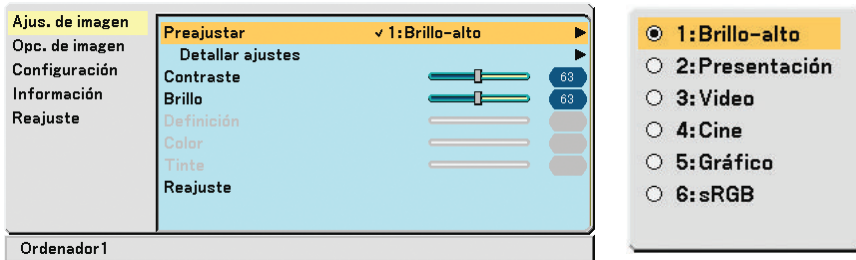 Ajus. de imagen
Opc. de imagen
Configuración
Información
Reajuste
Preajustar ✓ 1:Brillo-alto
Detallar ajustes
Contraste 63
Brillo 63
Definición
Color
Tinte
Reajuste
Ordenador1
1:Brillo-alto
2:Presentación
3:Video
4:Cine
5:Gráfico
6:sRGB